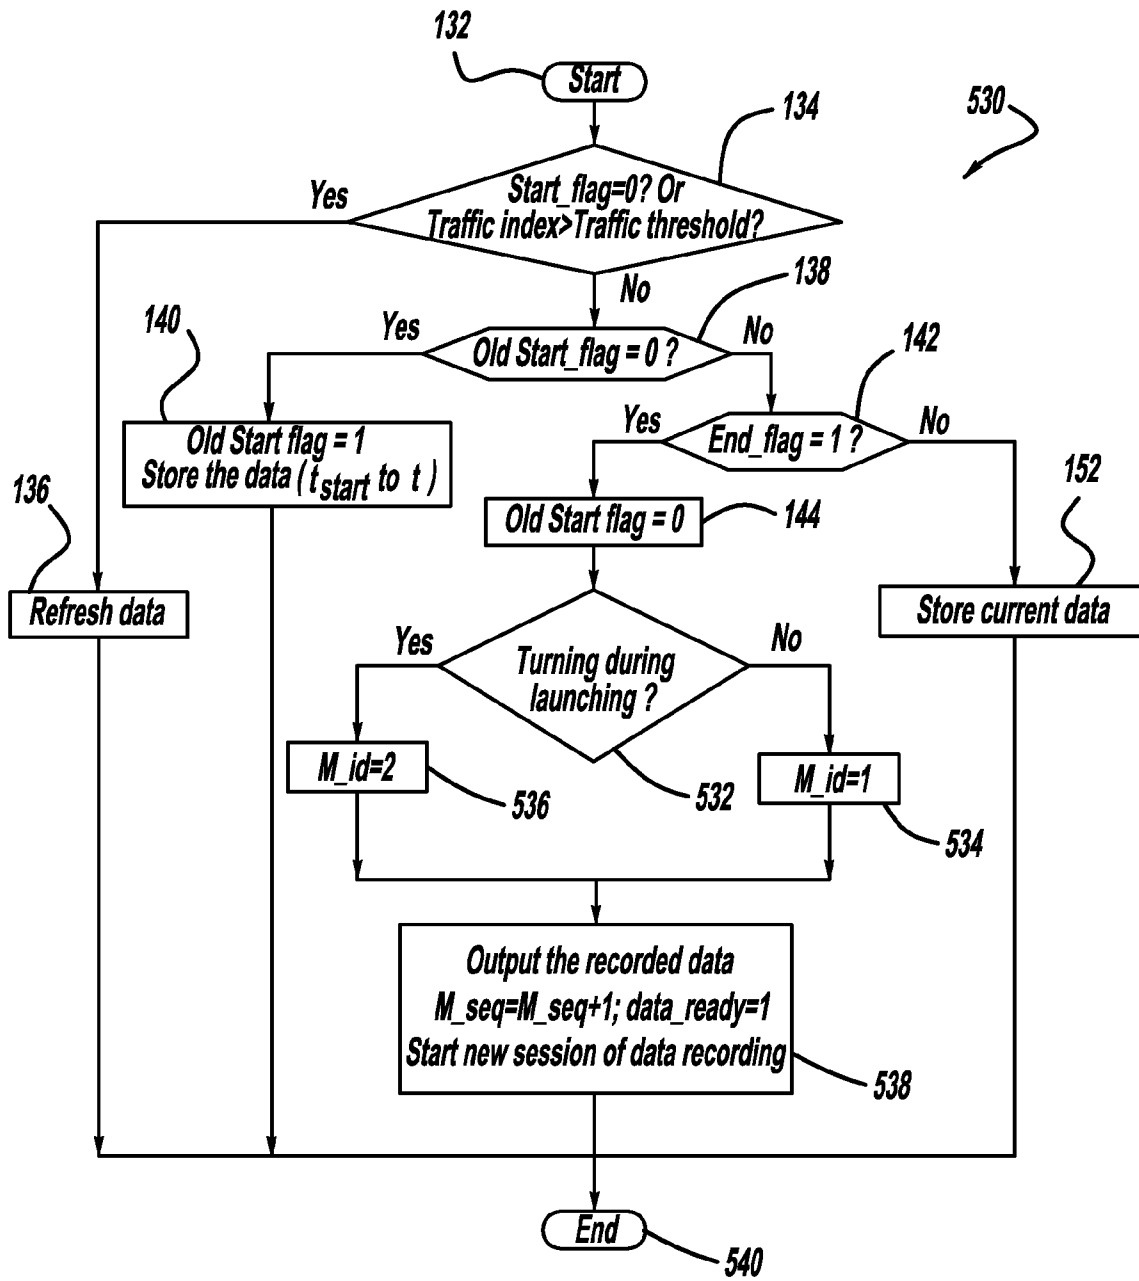 132
Start
134
530
Yes
Start_flag=0? Or
Traffic index>Traffic threshold?
No
138
140
Yes
Old Start_flag = 0 ?
No
142
Old Start flag = 1
Store the data ( tstart to t )
Yes
End_flag = 1 ?
No
136
152
Old Start flag = 0
144
Refresh data
Store current data
Yes
Turning during
launching ?
No
M_id=2
536
532
M_id=1
534
Output the recorded data
M_seq=M_seq+1; data_ready=1
Start new session of data recording
538
End
540